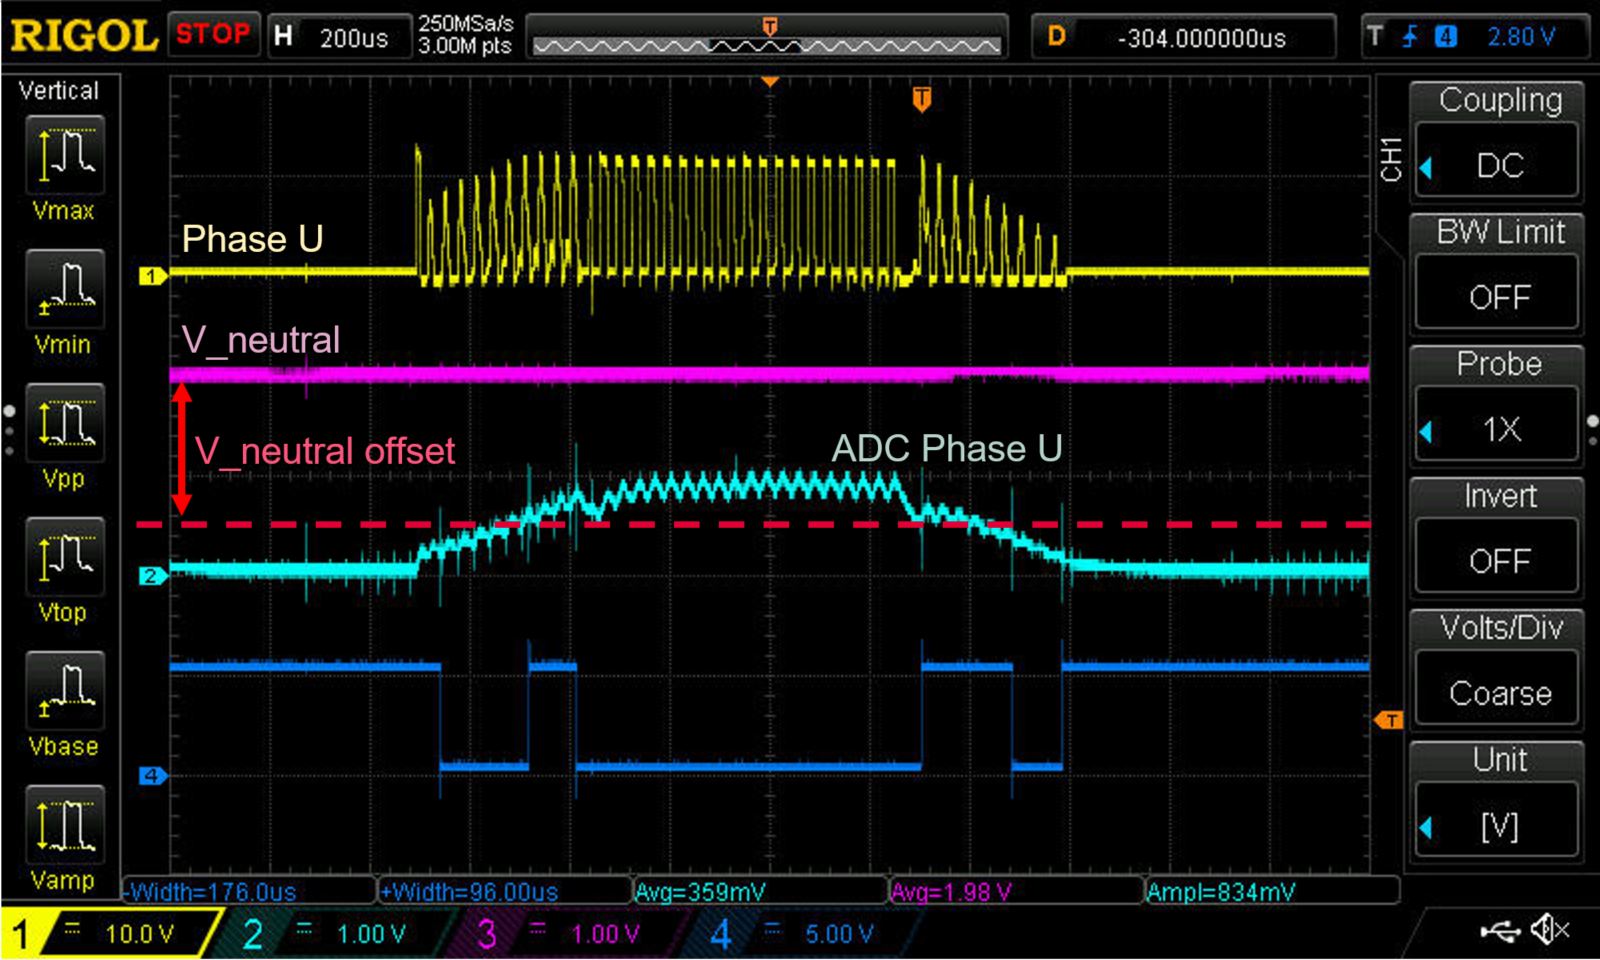 RIGOL STOP H 200us 250MSa/s D -304.000000us T 4 2.80 V
3.00M pts
T
Vertical
Vmax
Vmin
Vpp
Vtop
Vbase
Vamp
T
Phase U
1
V_neutral
V_neutral offset
ADC Phase U
2
4
T
CH1
Coupling
DC
BW Limit
OFF
Probe
1X
Invert
OFF
Volts/Div
Coarse
Unit
[V]
-Width=176.0us +Width=96.00us Avg=359mV Avg=1.98 V Ampl=834mV
1 10.0 V 2 1.00 V 3 1.00 V 4 5.00 V